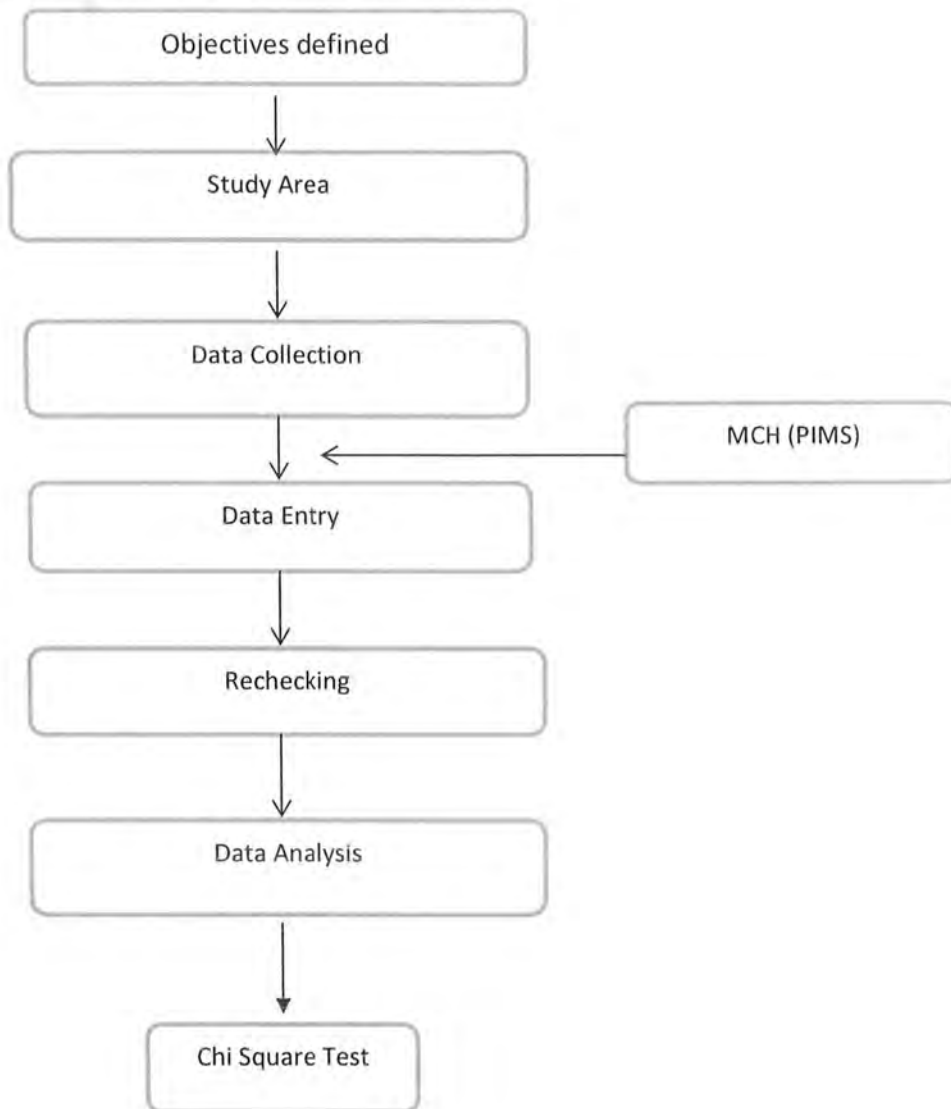 Objectives defined
Study Area
Data Collection
MCH (PIMS)
Data Entry
Rechecking
Data Analysis
Chi Square Test